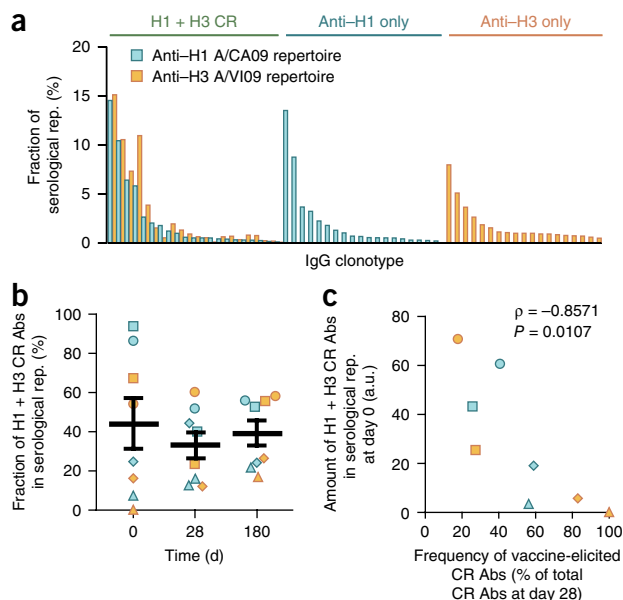 a
H1 + H3 CR
Anti–H1 only
Anti–H3 only
Anti–H1 A/CA09 repertoire
Anti–H3 A/VI09 repertoire
Fraction of
serological rep. (%)
20
15
10
5
0
IgG clonotype
b
Fraction of H1 + H3 CR Abs
in serological rep. (%)
100
80
60
40
20
0
0
28
180
Time (d)
c
ρ = –0.8571
P = 0.0107
Amount of H1 + H3 CR Abs
in serological rep.
at day 0 (a.u.)
80
60
40
20
0
0
20
40
60
80
100
Frequency of vaccine-elicited
CR Abs (% of total
CR Abs at day 28)